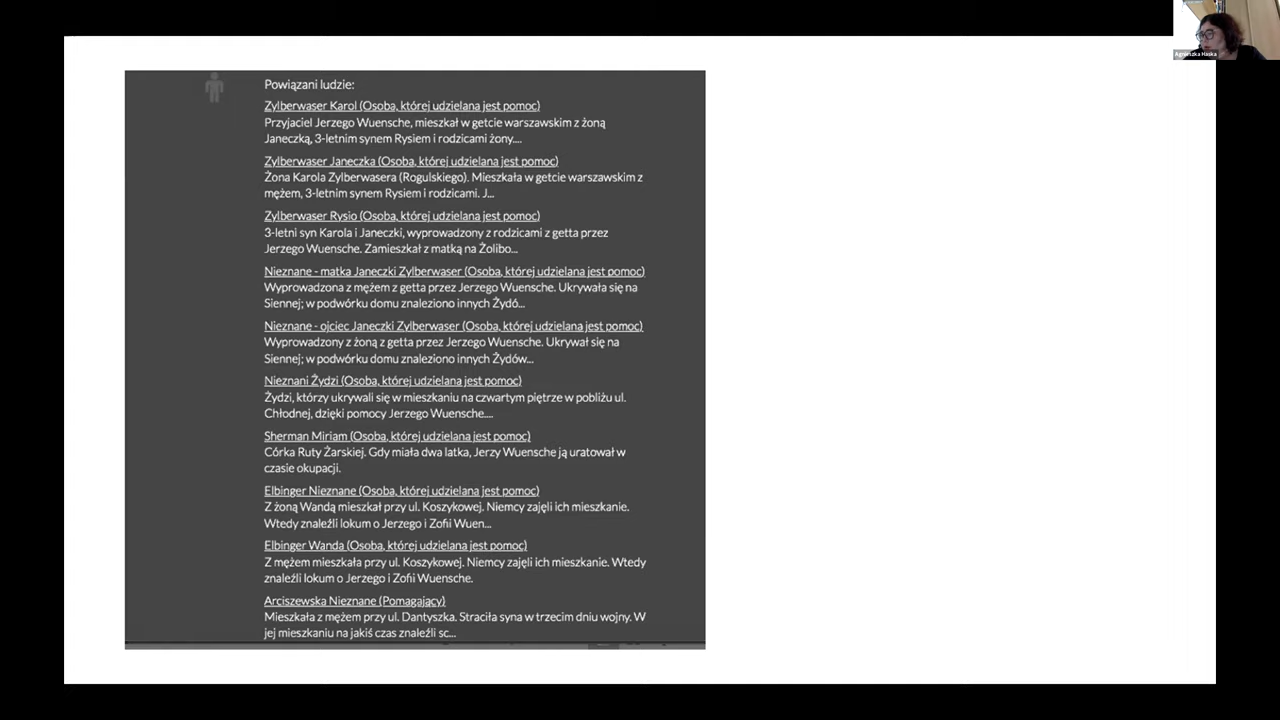 Agnieszka Haska
Powiązani ludzie:
Zylberwaser Karol (Osoba, której udzielana jest pomoc)
Przyjaciel Jerzego Wuensche, mieszkał w getcie warszawskim z żoną
Janeczką, 3-letnim synem Rysiem i rodzicami żony....
Zylberwaser Janeczka (Osoba, której udzielana jest pomoc)
Żona Karola Zylberwasera (Rogulskiego). Mieszkała w getcie warszawskim z
mężem, 3-letnim synem Rysiem i rodzicami. J...
Zylberwaser Rysio (Osoba, której udzielana jest pomoc)
3-letni syn Karola i Janeczki, wyprowadzony z rodzicami z getta przez
Jerzego Wuensche. Zamieszkał z matką na Żolibo...
Nieznane - matka Janeczki Zylberwaser (Osoba, której udzielana jest pomoc)
Wyprowadzona z mężem z getta przez Jerzego Wuensche. Ukrywała się na
Siennej; w podwórku domu znaleziono innych Żydó...
Nieznane - ojciec Janeczki Zylberwaser (Osoba, której udzielana jest pomoc)
Wyprowadzony z żoną z getta przez Jerzego Wuensche. Ukrywał się na
Siennej; w podwórku domu znaleziono innych Żydów...
Nieznani Żydzi (Osoba, której udzielana jest pomoc)
Żydzi, którzy ukrywali się w mieszkaniu na czwartym piętrze w pobliżu ul.
Chłodnej, dzięki pomocy Jerzego Wuensche....
Sherman Miriam (Osoba, której udzielana jest pomoc)
Córka Ruty Żarskiej. Gdy miała dwa latka, Jerzy Wuensche ją uratował w
czasie okupacji.
Elbinger Nieznane (Osoba, której udzielana jest pomoc)
Z żoną Wandą mieszkał przy ul. Koszykowej. Niemcy zajęli ich mieszkanie.
Wtedy znaleźli lokum o Jerzego i Zofii Wuen...
Elbinger Wanda (Osoba, której udzielana jest pomoc)
Z mężem mieszkała przy ul. Koszykowej. Niemcy zajęli ich mieszkanie. Wtedy
znaleźli lokum o Jerzego i Zofii Wuensche.
Arciszewska Nieznane (Pomagający)
Mieszkała z mężem przy ul. Dantyszka. Straciła syna w trzecim dniu wojny. W
jej mieszkaniu na jakiś czas znaleźli sc...